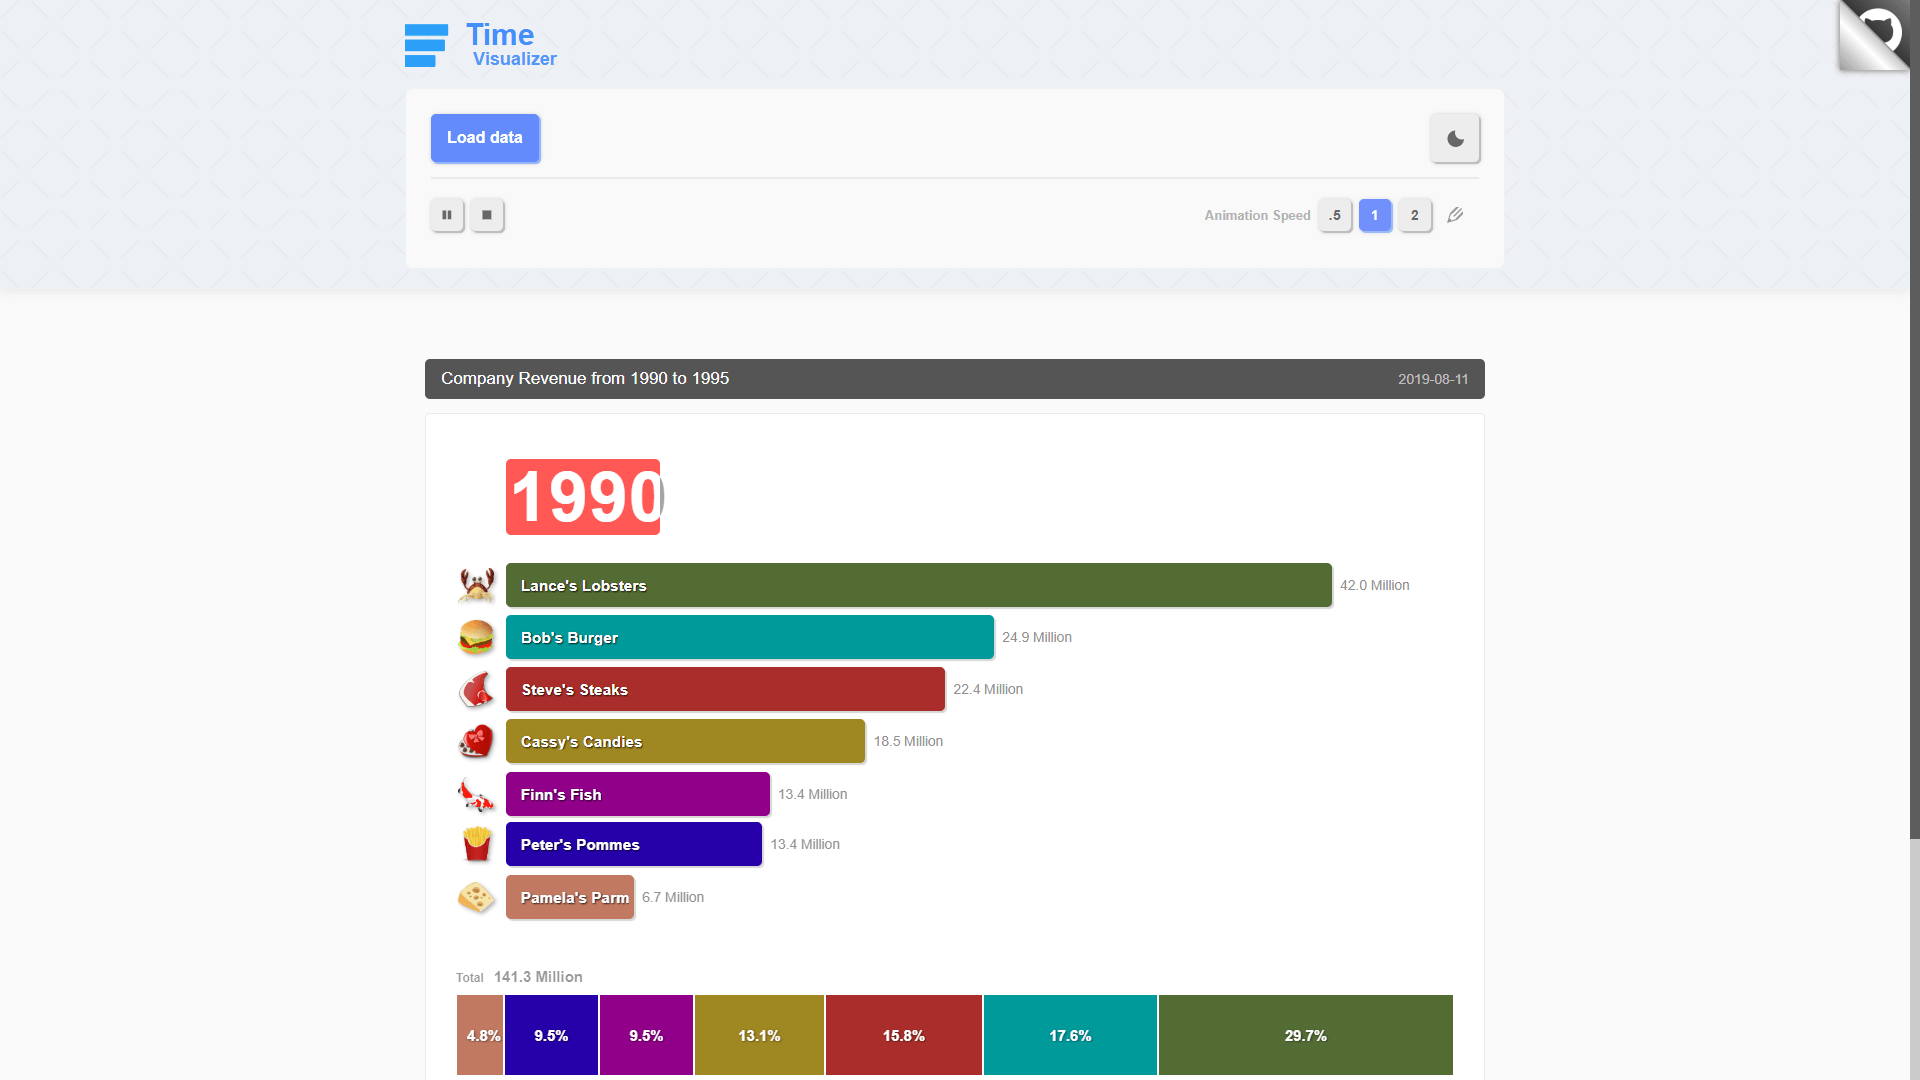 Time
Visualizer
Load data
Animation Speed .5 1 2
Company Revenue from 1990 to 1995 2019-08-11
1990
Lance's Lobsters 42.0 Million
Bob's Burger 24.9 Million
Steve's Steaks 22.4 Million
Cassy's Candies 18.5 Million
Finn's Fish 13.4 Million
Peter's Pommes 13.4 Million
Pamela's Parm 6.7 Million
Total 141.3 Million
4.8% 9.5% 9.5% 13.1% 15.8% 17.6% 29.7%